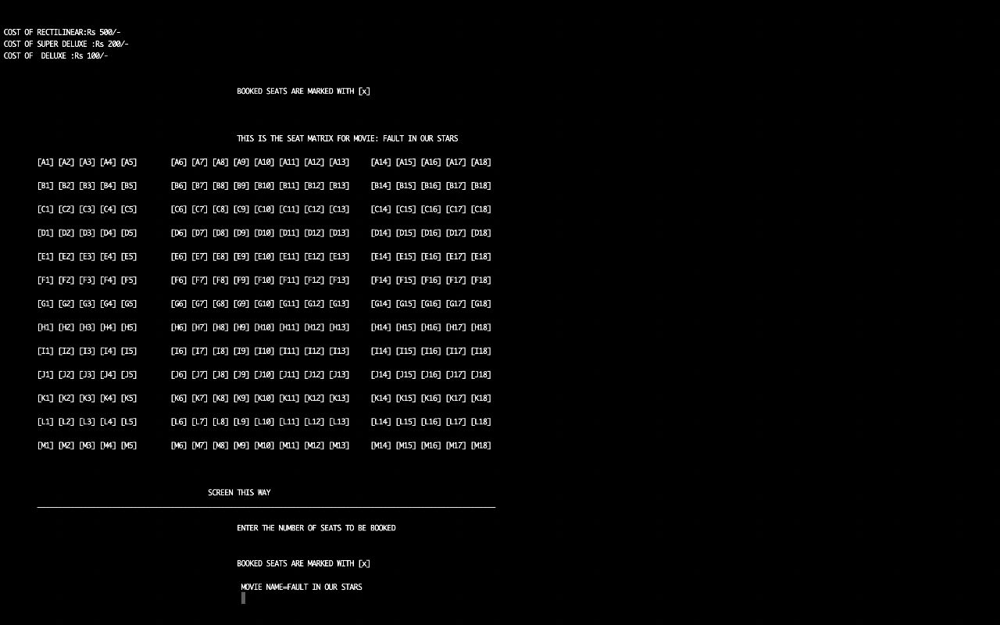 COST OF RECTILINEAR:Rs 500/-
COST OF SUPER DELUXE :Rs 200/-
COST OF  DELUXE :Rs 100/-
BOOKED SEATS ARE MARKED WITH [x]
THIS IS THE SEAT MATRIX FOR MOVIE: FAULT IN OUR STARS
[A1] [A2] [A3] [A4] [A5] [A6] [A7] [A8] [A9] [A10] [A11] [A12] [A13] [A14] [A15] [A16] [A17] [A18]
[B1] [B2] [B3] [B4] [B5] [B6] [B7] [B8] [B9] [B10] [B11] [B12] [B13] [B14] [B15] [B16] [B17] [B18]
[C1] [C2] [C3] [C4] [C5] [C6] [C7] [C8] [C9] [C10] [C11] [C12] [C13] [C14] [C15] [C16] [C17] [C18]
[D1] [D2] [D3] [D4] [D5] [D6] [D7] [D8] [D9] [D10] [D11] [D12] [D13] [D14] [D15] [D16] [D17] [D18]
[E1] [E2] [E3] [E4] [E5] [E6] [E7] [E8] [E9] [E10] [E11] [E12] [E13] [E14] [E15] [E16] [E17] [E18]
[F1] [F2] [F3] [F4] [F5] [F6] [F7] [F8] [F9] [F10] [F11] [F12] [F13] [F14] [F15] [F16] [F17] [F18]
[G1] [G2] [G3] [G4] [G5] [G6] [G7] [G8] [G9] [G10] [G11] [G12] [G13] [G14] [G15] [G16] [G17] [G18]
[H1] [H2] [H3] [H4] [H5] [H6] [H7] [H8] [H9] [H10] [H11] [H12] [H13] [H14] [H15] [H16] [H17] [H18]
[I1] [I2] [I3] [I4] [I5] [I6] [I7] [I8] [I9] [I10] [I11] [I12] [I13] [I14] [I15] [I16] [I17] [I18]
[J1] [J2] [J3] [J4] [J5] [J6] [J7] [J8] [J9] [J10] [J11] [J12] [J13] [J14] [J15] [J16] [J17] [J18]
[K1] [K2] [K3] [K4] [K5] [K6] [K7] [K8] [K9] [K10] [K11] [K12] [K13] [K14] [K15] [K16] [K17] [K18]
[L1] [L2] [L3] [L4] [L5] [L6] [L7] [L8] [L9] [L10] [L11] [L12] [L13] [L14] [L15] [L16] [L17] [L18]
[M1] [M2] [M3] [M4] [M5] [M6] [M7] [M8] [M9] [M10] [M11] [M12] [M13] [M14] [M15] [M16] [M17] [M18]
SCREEN THIS WAY
ENTER THE NUMBER OF SEATS TO BE BOOKED
BOOKED SEATS ARE MARKED WITH [x]
MOVIE NAME=FAULT IN OUR STARS